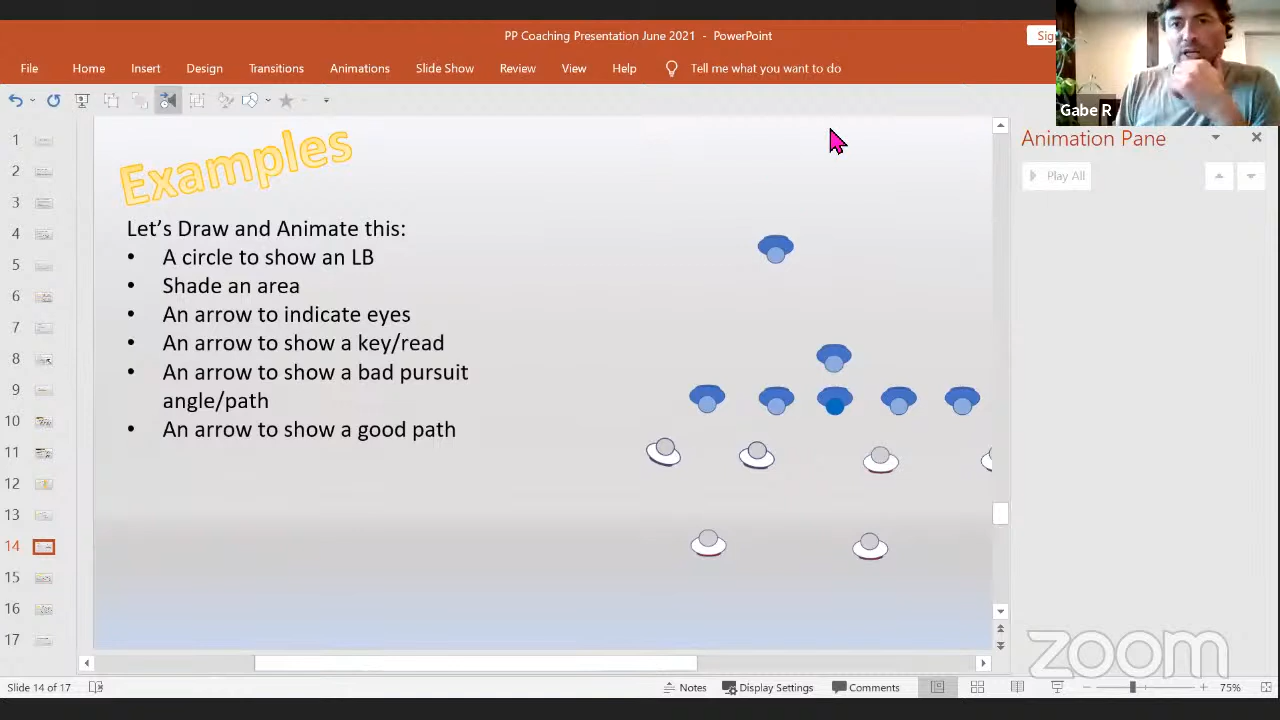 PP Coaching Presentation June 2021 - PowerPoint
Gabe R
File Home Insert Design Transitions Animations Slide Show Review View Help Tell me what you want to do
Animation Pane
Play All
1
2
3
4
5
6
7
8
9
10
11
12
13
14
15
16
17
Examples
Let's Draw and Animate this:
• A circle to show an LB
• Shade an area
• An arrow to indicate eyes
• An arrow to show a key/read
• An arrow to show a bad pursuit
angle/path
• An arrow to show a good path
zoom
Slide 14 of 17 Notes Display Settings Comments 75%